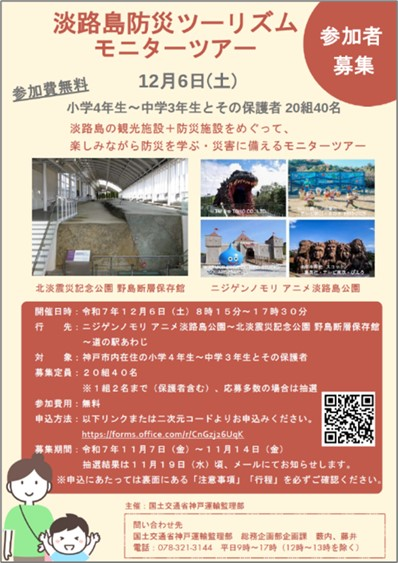 淡路島防災ツーリズム
モニターツアー
参加者
募集
参加費無料
12月6日(土)
小学4年生～中学3年生とその保護者 20組40名
淡路島の観光施設＋防災施設をめぐって、
楽しみながら防災を学ぶ・災害に備えるモニターツアー
北淡震災記念公園 野島断層保存館
ニジゲンノモリ アニメ淡路島公園
開催日時：令和7年12月6日（土）8時15分～17時30分
行　先：ニジゲンノモリ アニメ淡路島公園～北淡震災記念公園 野島断層保存館
～道の駅あわじ
対　象：神戸市内在住の小学4年生～中学3年生とその保護者
募集定員：20組40名
※1組2名まで（保護者含む）、応募多数の場合は抽選
参加費用：無料
申込方法：以下リンクまたは二次元コードよりお申込みください。
https://forms.office.com/r/CnGzjz6UqK
募集期間：令和7年11月7日（金）～11月14日（金）
抽選結果は11月19日（水）頃、メールにてお知らせします。
※申込にあたっては裏面にある「注意事項」「行程」を必ずご確認ください。
主催：国土交通省神戸運輸監理部
問い合わせ先
国土交通省神戸運輸監理部　総務企画部企画課　籔内、藤井
電話：078-321-3144　平日9時～17時（12時～13時を除く）